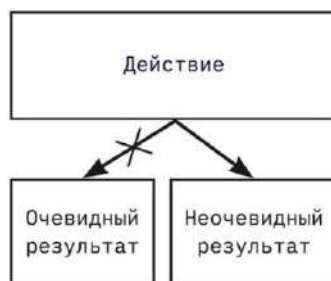 Действие
Очевидный
результат
Неочевидный
результат